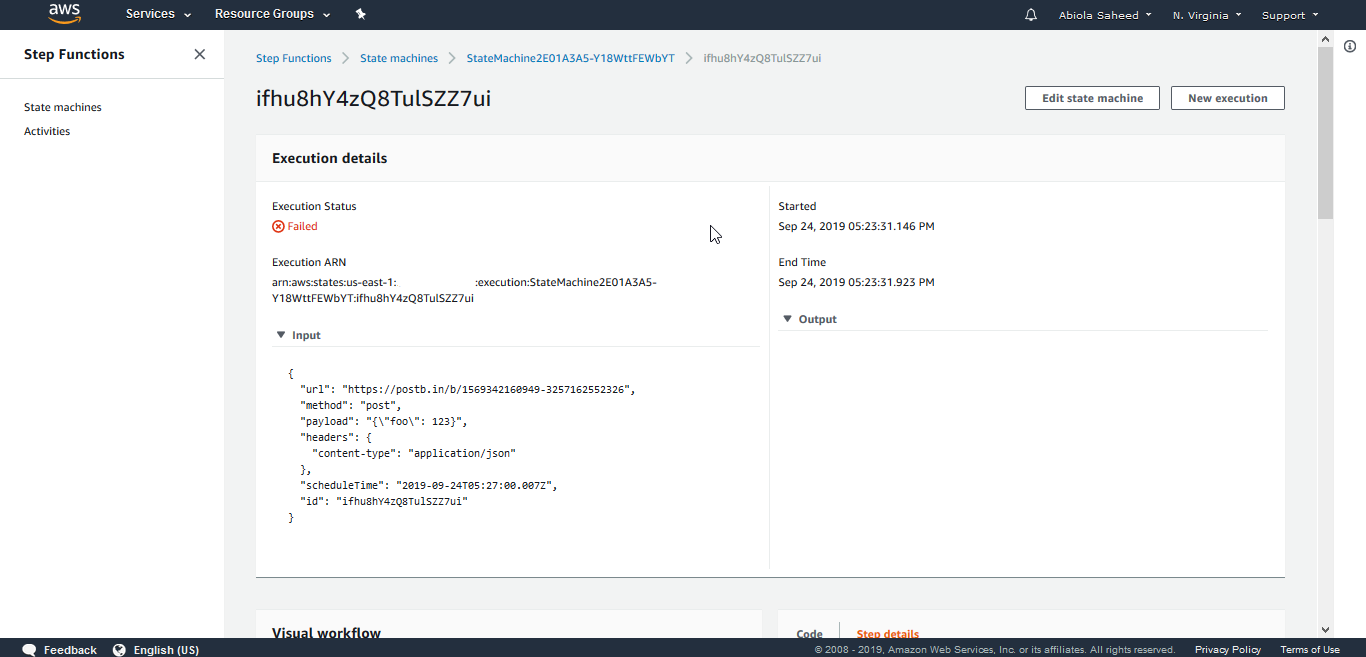 aws Services Resource Groups Abiola Saheed N. Virginia Support
Step Functions
Step Functions State machines StateMachine2E01A3A5-Y18WttFEWbYT ifhu8hY4zQ8TulSZZ7ui
State machines
Activities
ifhu8hY4zQ8TulSZZ7ui
Edit state machine New execution
Execution details
Execution Status
Failed
Execution ARN
arn:aws:states:us-east-1: :execution:StateMachine2E01A3A5-
Y18WttFEWbYT:ifhu8hY4zQ8TulSZZ7ui
Input
{
"url": "https://postb.in/b/1569342160949-3257162552326",
"method": "post",
"payload": "{\"foo\": 123}",
"headers": {
"content-type": "application/json"
},
"scheduleTime": "2019-09-24T05:27:00.007Z",
"id": "ifhu8hY4zQ8TulSZZ7ui"
}
Started
Sep 24, 2019 05:23:31.146 PM
End Time
Sep 24, 2019 05:23:31.923 PM
Output
Visual workflow
Code Step details
Feedback English (US) © 2008 - 2019, Amazon Web Services, Inc. or its affiliates. All rights reserved. Privacy Policy Terms of Use